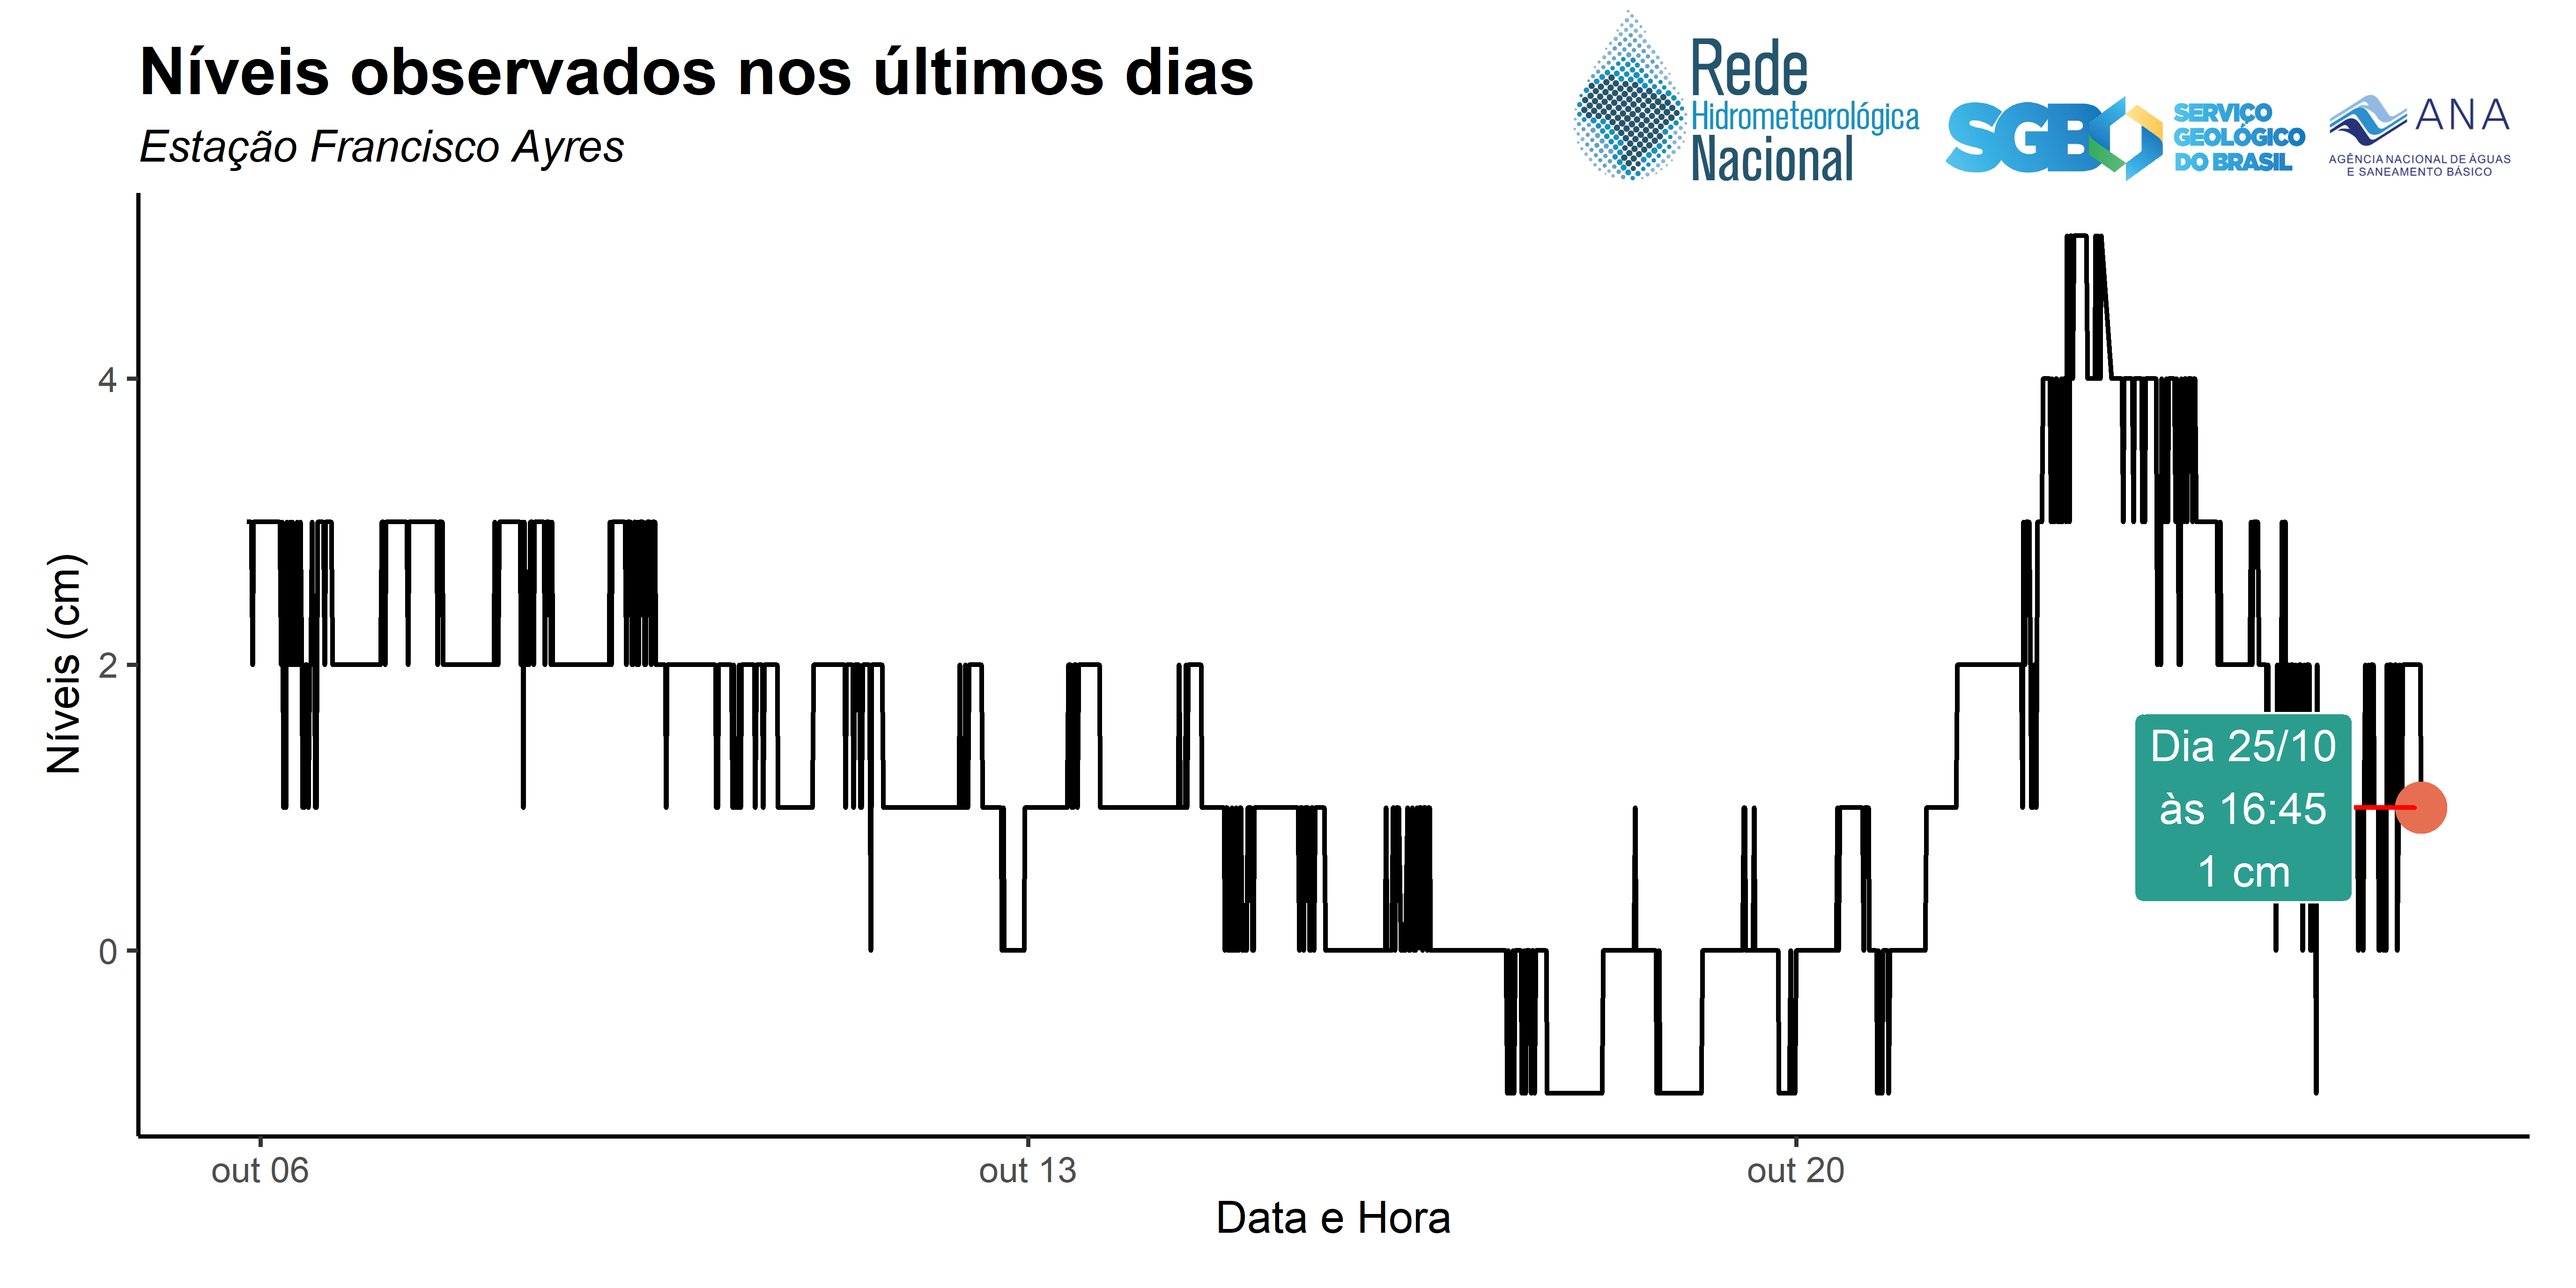 Níveis observados nos últimos dias
Estação Francisco Ayres
Rede
Hidrometeorológica
Nacional
SGB
SERVIÇO
GEOLÓGICO
DO BRASIL
ANA
AGÊNCIA NACIONAL DE ÁGUAS
E SANEAMENTO BÁSICO
Níveis (cm)
4
2
0
Dia 25/10
às 16:45
1 cm
out 06
out 13
out 20
Data e Hora